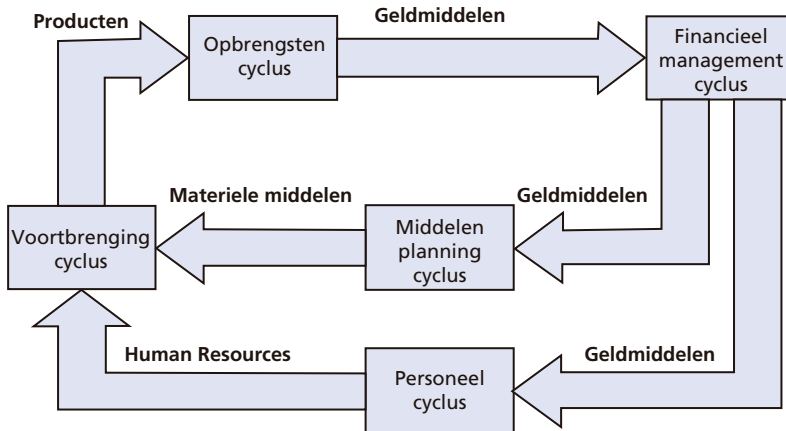 Producten
Geldmiddelen
Opbrengsten
cyclus
Financieel
management
cyclus
Materiele middelen
Geldmiddelen
Voortbrenging
cyclus
Middelen
planning
cyclus
Human Resources
Geldmiddelen
Personeel
cyclus